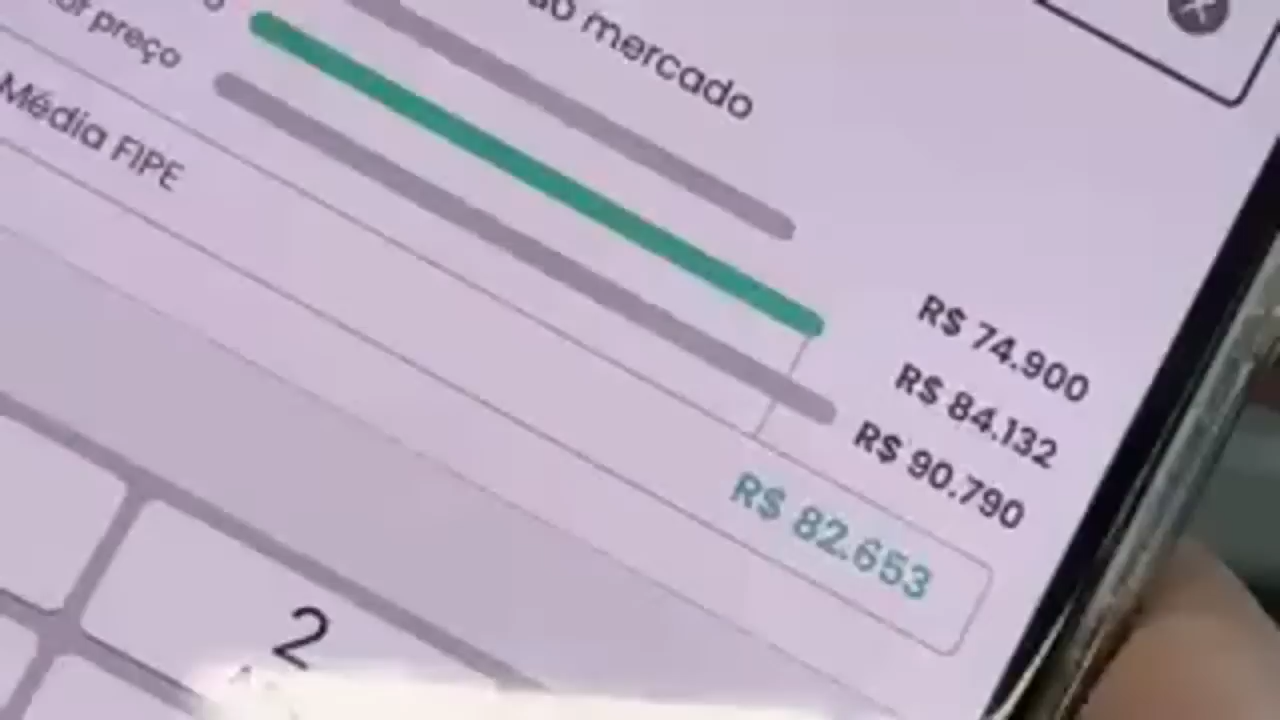 mercado
R$ 74.900
R$ 84.132
preço
R$ 90.790
Média FIPE
R$ 82.653
2